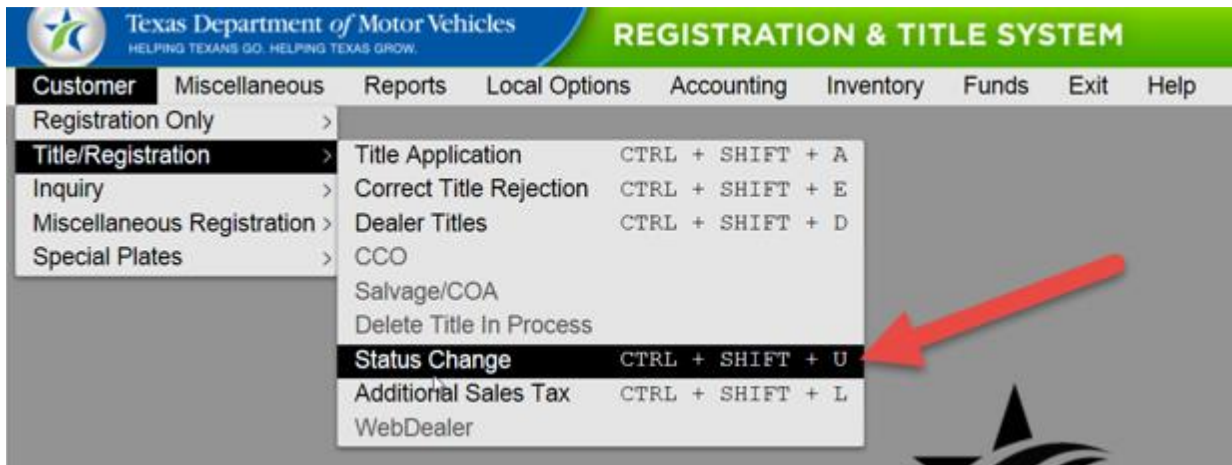 Texas Department of Motor Vehicles
HELPING TEXANS GO. HELPING TEXAS GROW.
REGISTRATION & TITLE SYSTEM
Customer Miscellaneous Reports Local Options Accounting Inventory Funds Exit Help
Registration Only >
Title/Registration >
Inquiry >
Miscellaneous Registration >
Special Plates >
Title Application CTRL + SHIFT + A
Correct Title Rejection CTRL + SHIFT + E
Dealer Titles CTRL + SHIFT + D
CCO
Salvage/COA
Delete Title In Process
Status Change CTRL + SHIFT + U
Additional Sales Tax CTRL + SHIFT + L
WebDealer